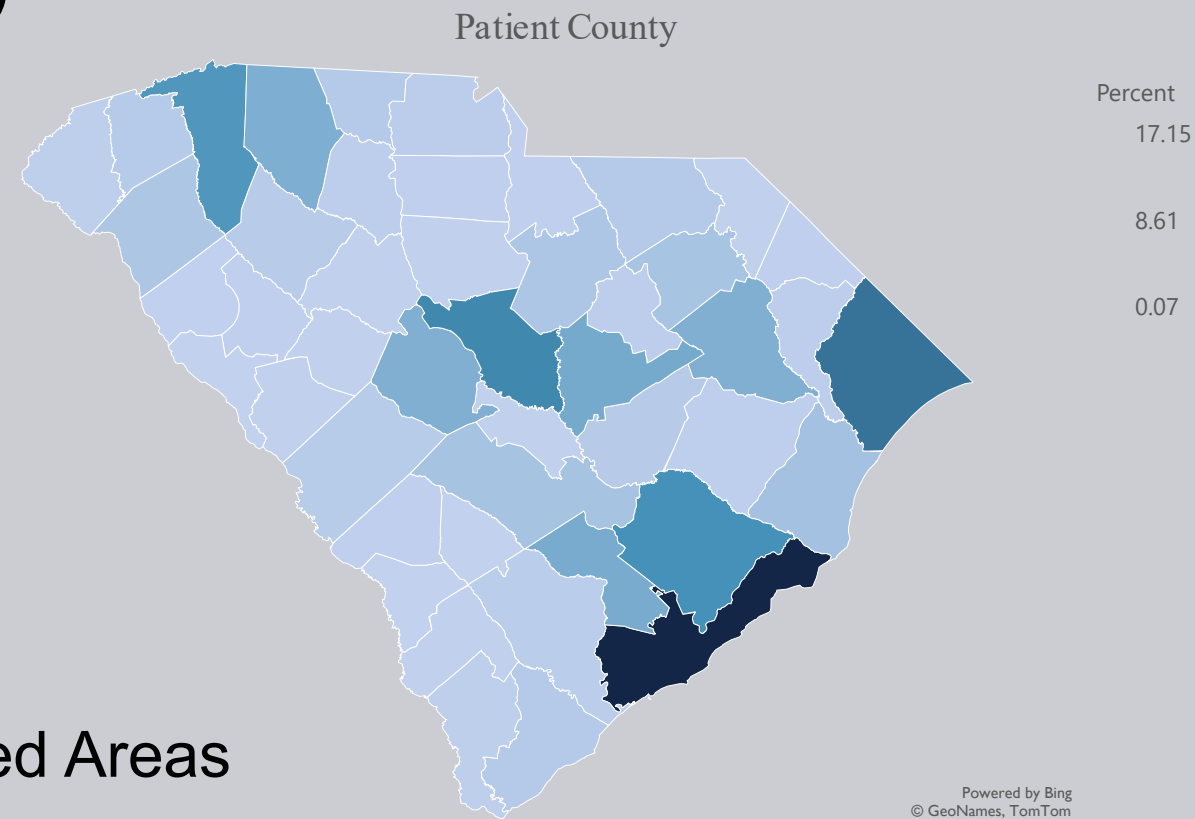 )
Patient County
Percent
17.15
8.61
0.07
ed Areas
Powered by Bing
© GeoNames, TomTom